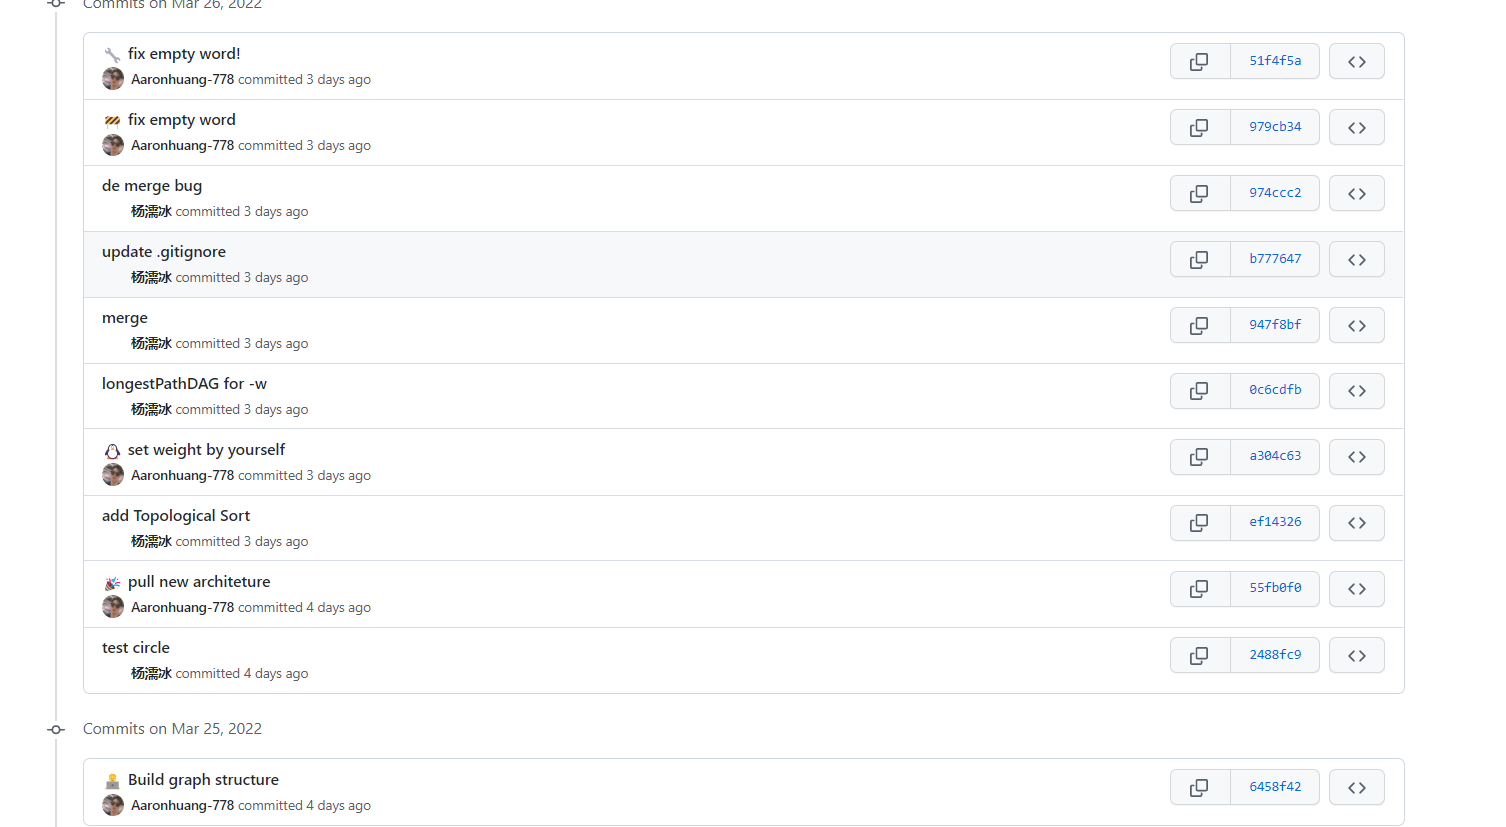 Commits on Mar 26, 2022
fix empty word!
Aaronhuang-778 committed 3 days ago
51f4f5a
fix empty word
Aaronhuang-778 committed 3 days ago
979cb34
de merge bug
杨濡冰 committed 3 days ago
974ccc2
update .gitignore
杨濡冰 committed 3 days ago
b777647
merge
杨濡冰 committed 3 days ago
947f8bf
longestPathDAG for -w
杨濡冰 committed 3 days ago
0c6cdfb
set weight by yourself
Aaronhuang-778 committed 3 days ago
a304c63
add Topological Sort
杨濡冰 committed 3 days ago
ef14326
pull new architeture
Aaronhuang-778 committed 4 days ago
55fb0f0
test circle
杨濡冰 committed 4 days ago
2488fc9
Commits on Mar 25, 2022
Build graph structure
Aaronhuang-778 committed 4 days ago
6458f42